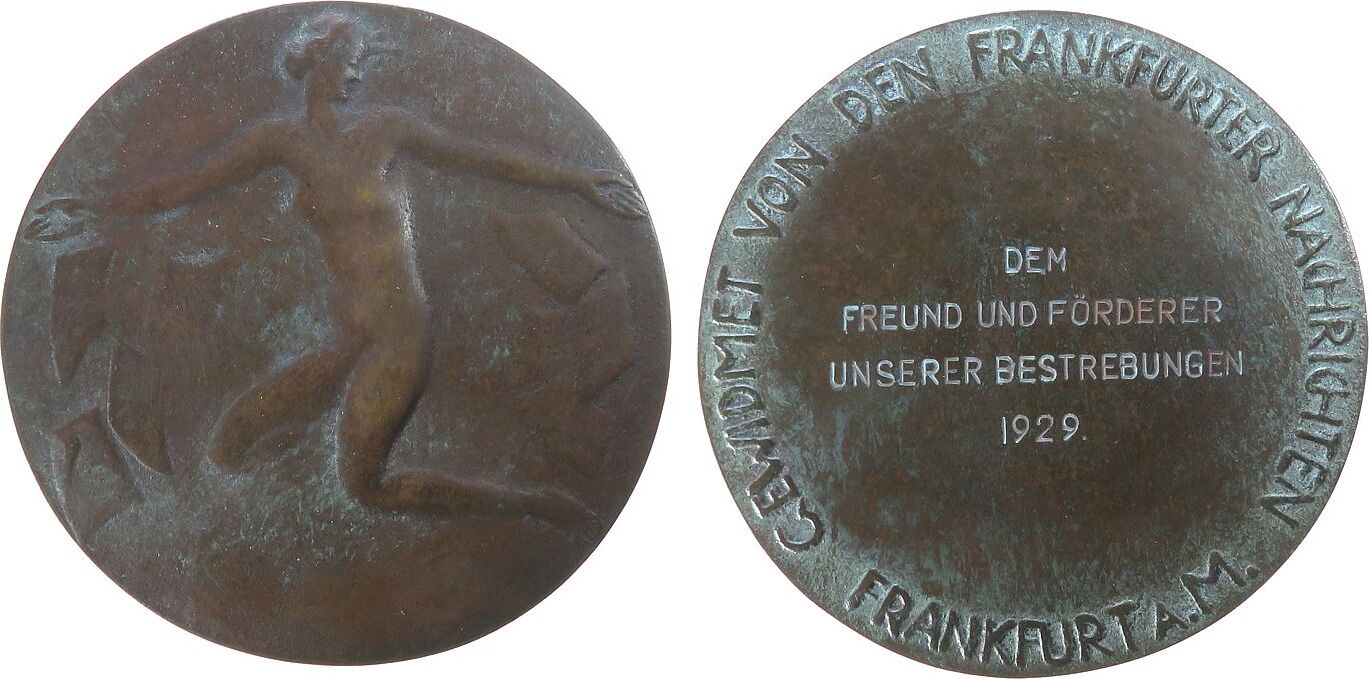 GEWIDMET VON DEN FRANKFURTER NACHRICHTEN
FRANKFURT A. M.
DEM
FREUND UND FÖRDERER
UNSERER BESTREBUNGEN
1929.